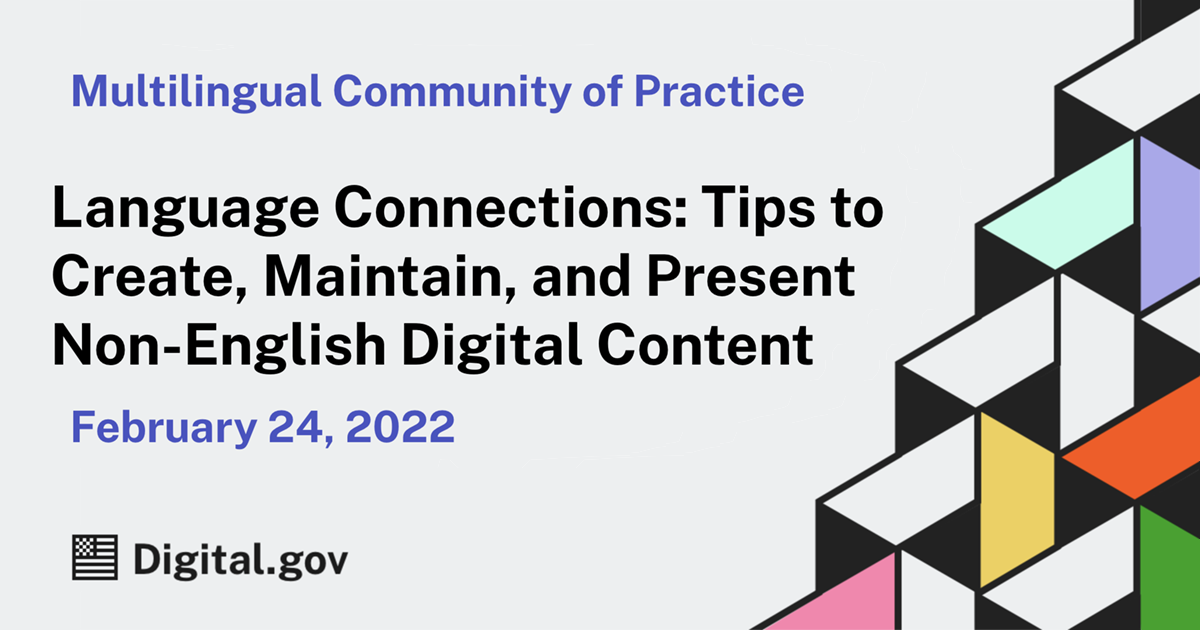 Multilingual Community of Practice
Language Connections: Tips to
Create, Maintain, and Present
Non-English Digital Content
February 24, 2022
Digital.gov